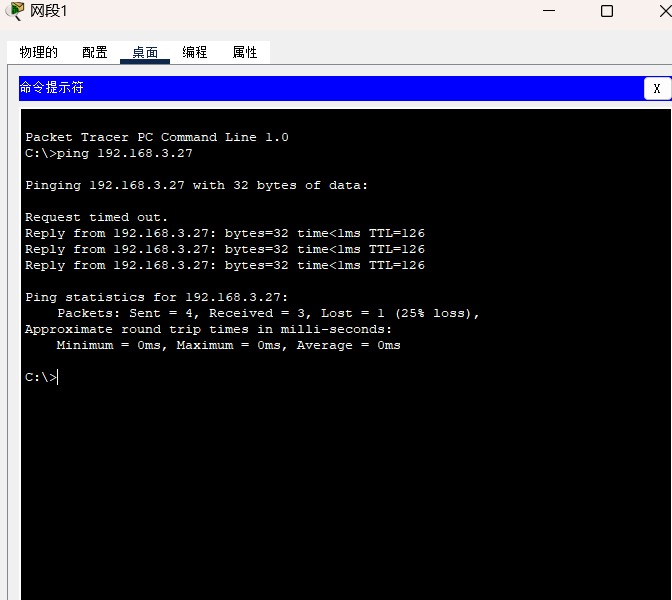 网段1
物理的 配置 桌面 编程 属性
命令提示符 X
Packet Tracer PC Command Line 1.0
C:\>ping 192.168.3.27
Pinging 192.168.3.27 with 32 bytes of data:
Request timed out.
Reply from 192.168.3.27: bytes=32 time<1ms TTL=126
Reply from 192.168.3.27: bytes=32 time<1ms TTL=126
Reply from 192.168.3.27: bytes=32 time<1ms TTL=126
Ping statistics for 192.168.3.27:
Packets: Sent = 4, Received = 3, Lost = 1 (25% loss),
Approximate round trip times in milli-seconds:
Minimum = 0ms, Maximum = 0ms, Average = 0ms
C:\>